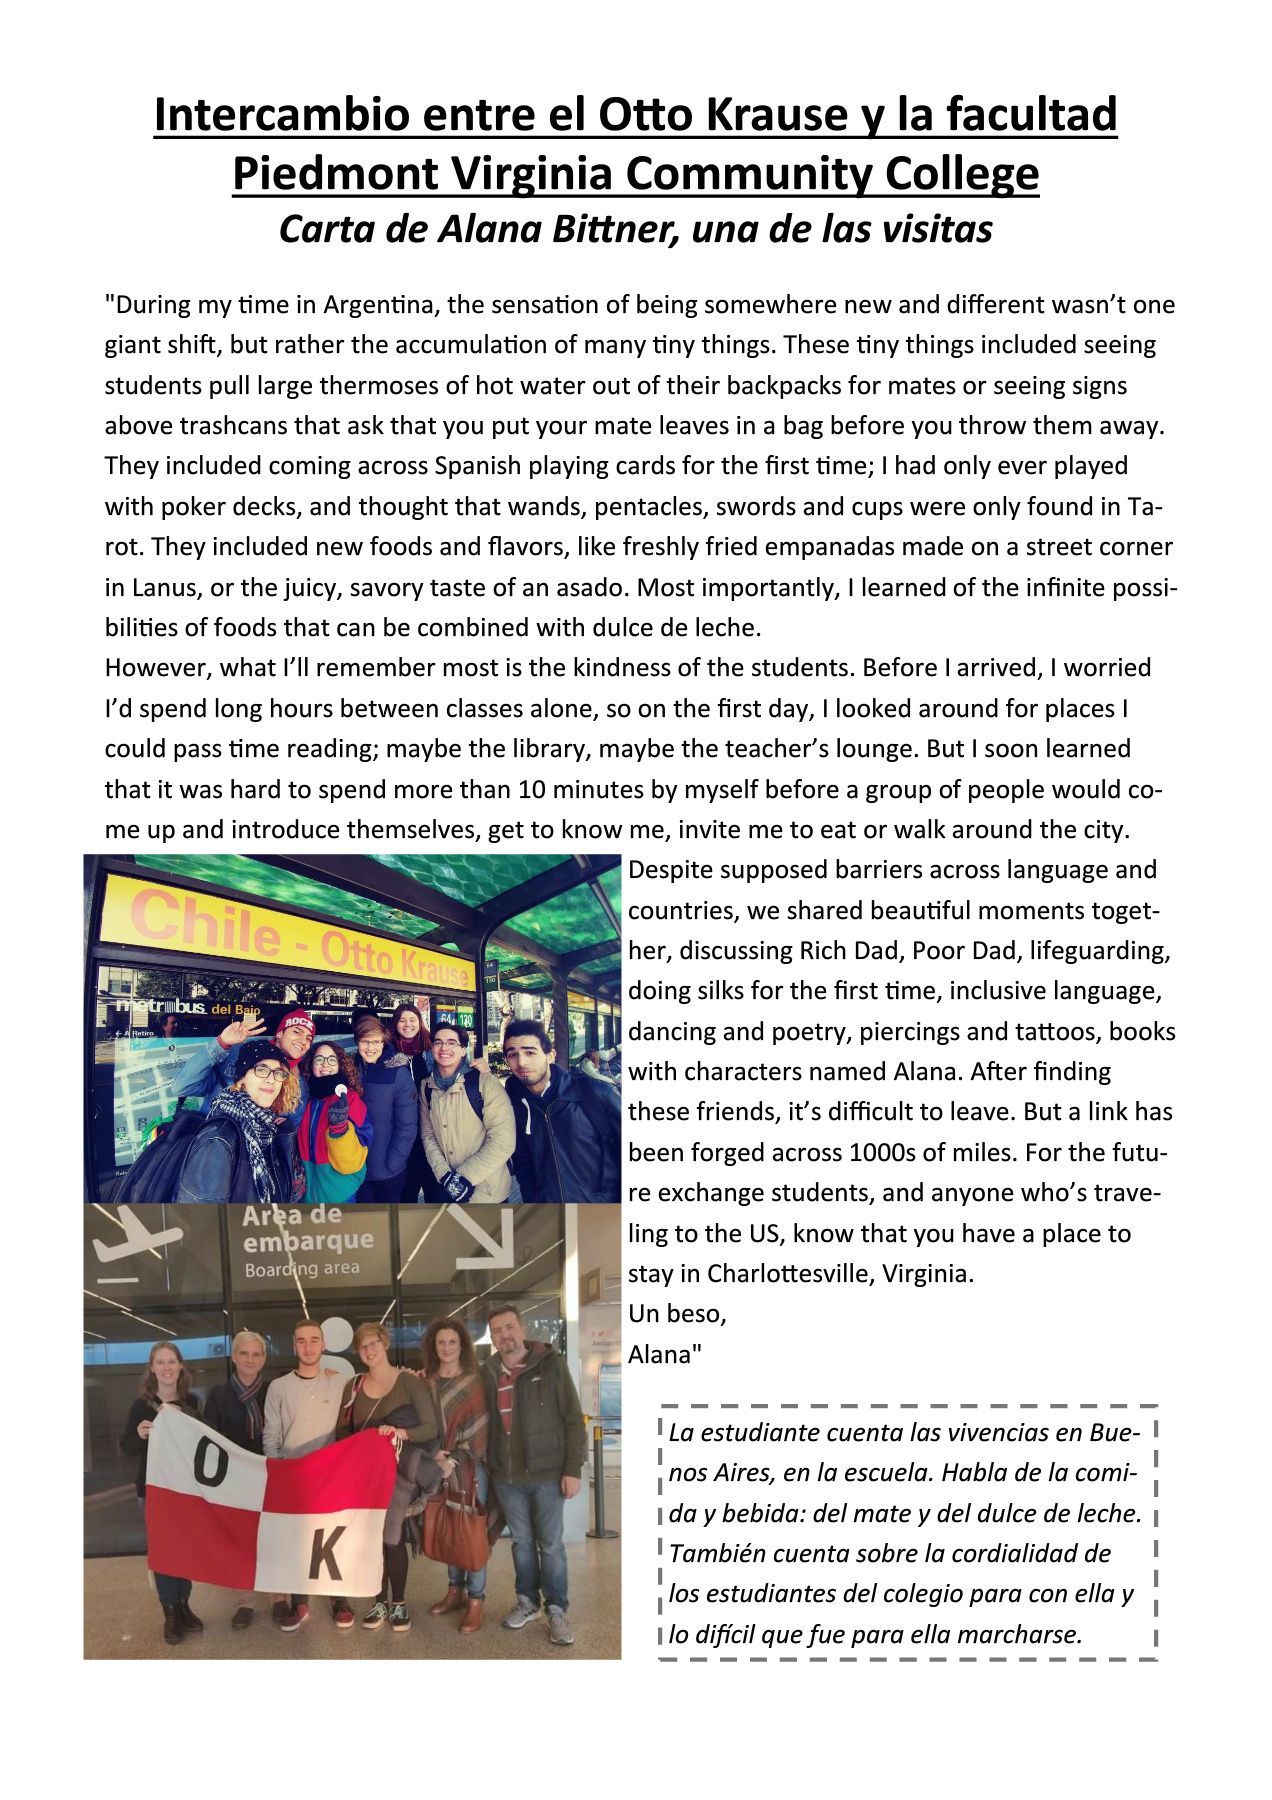 Intercambio entre el Otto Krause y la facultad
Piedmont Virginia Community College
Carta de Alana Bittner, una de las visitas
"During my time in Argentina, the sensation of being somewhere new and different wasn’t one
giant shift, but rather the accumulation of many tiny things. These tiny things included seeing
students pull large thermoses of hot water out of their backpacks for mates or seeing signs
above trashcans that ask that you put your mate leaves in a bag before you throw them away.
They included coming across Spanish playing cards for the first time; I had only ever played
with poker decks, and thought that wands, pentacles, swords and cups were only found in Ta-
rot. They included new foods and flavors, like freshly fried empanadas made on a street corner
in Lanus, or the juicy, savory taste of an asado. Most importantly, I learned of the infinite possi-
bilities of foods that can be combined with dulce de leche.
However, what I’ll remember most is the kindness of the students. Before I arrived, I worried
I’d spend long hours between classes alone, so on the first day, I looked around for places I
could pass time reading; maybe the library, maybe the teacher’s lounge. But I soon learned
that it was hard to spend more than 10 minutes by myself before a group of people would co-
me up and introduce themselves, get to know me, invite me to eat or walk around the city.
Despite supposed barriers across language and
countries, we shared beautiful moments toget-
her, discussing Rich Dad, Poor Dad, lifeguarding,
doing silks for the first time, inclusive language,
dancing and poetry, piercings and tattoos, books
with characters named Alana. After finding
these friends, it’s difficult to leave. But a link has
been forged across 1000s of miles. For the futu-
re exchange students, and anyone who’s trave-
ling to the US, know that you have a place to
stay in Charlottesville, Virginia.
Un beso,
Alana"
Chile - Otto Krause
metrobus del Bajo
← A Retiro
64 130
ROCK
Area de
embarque
Boarding area
O
K
La estudiante cuenta las vivencias en Bue-
nos Aires, en la escuela. Habla de la comi-
da y bebida: del mate y del dulce de leche.
También cuenta sobre la cordialidad de
los estudiantes del colegio para con ella y
lo difícil que fue para ella marcharse.